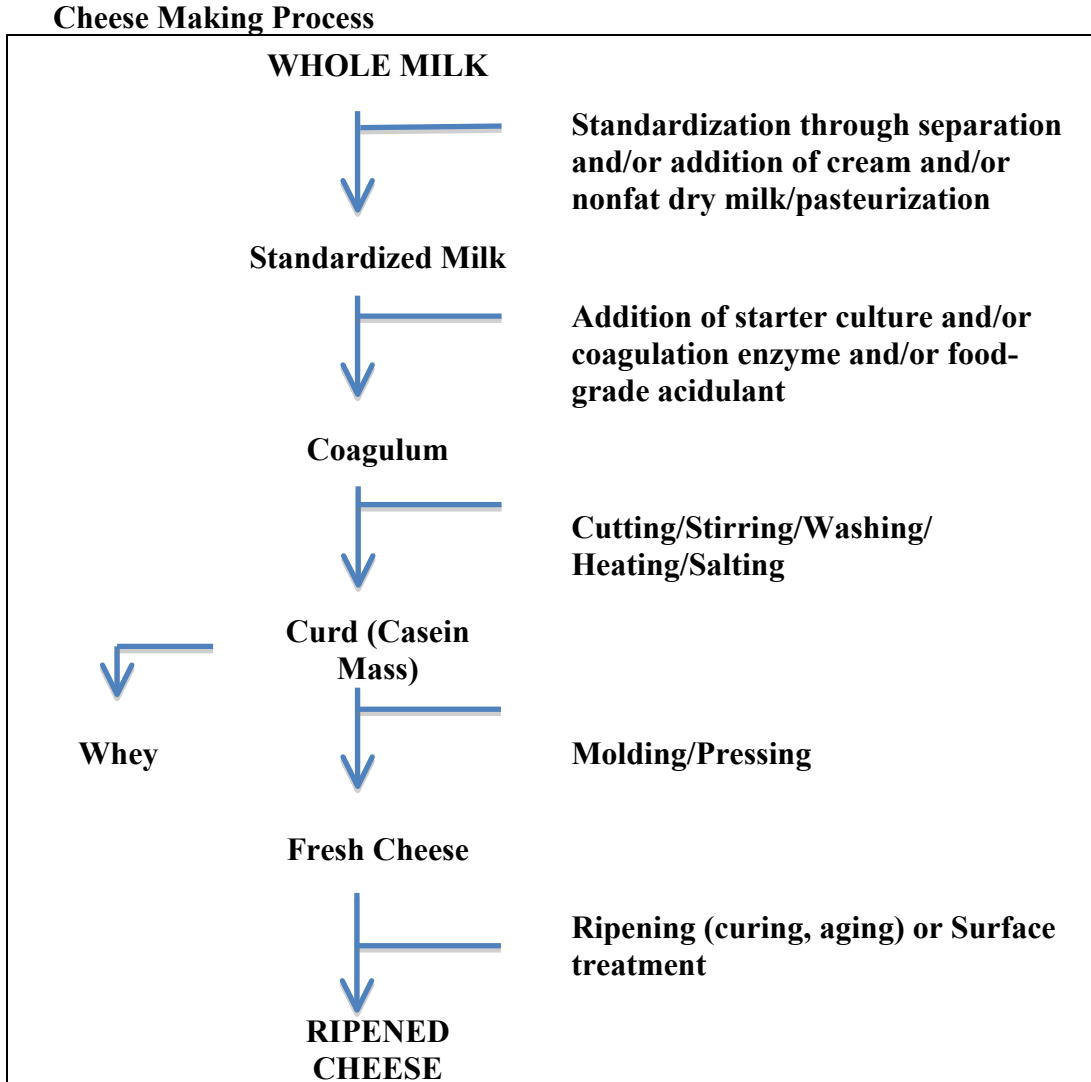 Cheese Making Process
WHOLE MILK
Standardization through separation
and/or addition of cream and/or
nonfat dry milk/pasteurization
Standardized Milk
Addition of starter culture and/or
coagulation enzyme and/or food-
grade acidulant
Coagulum
Cutting/Stirring/Washing/
Heating/Salting
Curd (Casein
Mass)
Whey
Molding/Pressing
Fresh Cheese
Ripening (curing, aging) or Surface
treatment
RIPENED
CHEESE